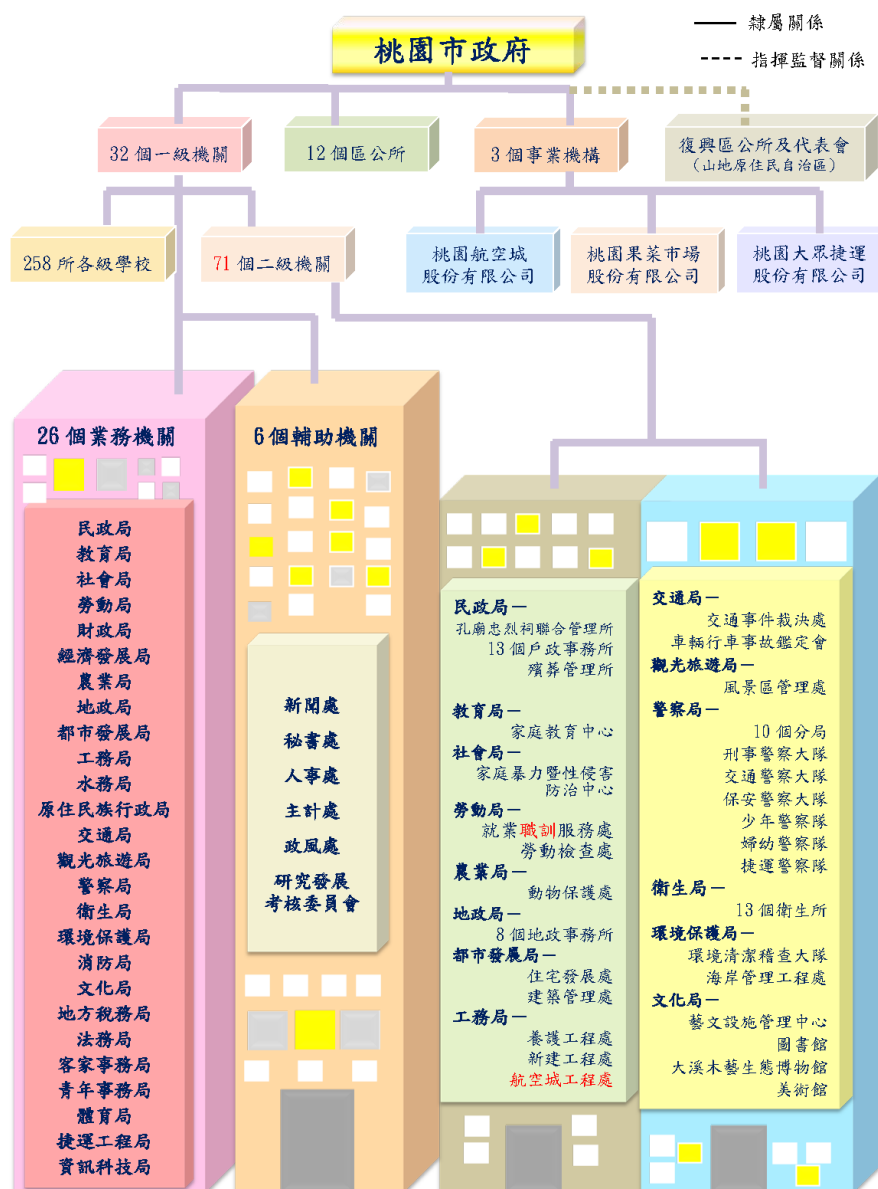 桃園市政府
隸屬關係
指揮監督關係
32 個一級機關
12 個區公所
3 個事業機構
復興區公所及代表會
(山地原住民自治區)
258 所各級學校
71 個二級機關
桃園航空城
股份有限公司
桃園果菜市場
股份有限公司
桃園大眾捷運
股份有限公司
26 個業務機關
民政局
教育局
社會局
勞動局
財政局
經濟發展局
農業局
地政局
都市發展局
工務局
水務局
原住民族行政局
交通局
觀光旅遊局
警察局
衛生局
環境保護局
消防局
文化局
地方稅務局
法務局
客家事務局
青年事務局
體育局
捷運工程局
資訊科技局
6 個輔助機關
新聞處
秘書處
人事處
主計處
政風處
研究發展
考核委員會
民政局－
孔廟忠烈祠聯合管理所
13 個戶政事務所
殯葬管理所
教育局－
家庭教育中心
社會局－
家庭暴力暨性侵害
防治中心
勞動局－
就業職訓服務處
勞動檢查處
農業局－
動物保護處
地政局－
8 個地政事務所
都市發展局－
住宅發展處
建築管理處
工務局－
養護工程處
新建工程處
航空城工程處
交通局－
交通事件裁決處
車輛行車事故鑑定會
觀光旅遊局－
風景區管理處
警察局－
10 個分局
刑事警察大隊
交通警察大隊
保安警察大隊
少年警察隊
婦幼警察隊
捷運警察隊
衛生局－
13 個衛生所
環境保護局－
環境清潔稽查大隊
海岸管理工程處
文化局－
藝文設施管理中心
圖書館
大溪木藝生態博物館
美術館